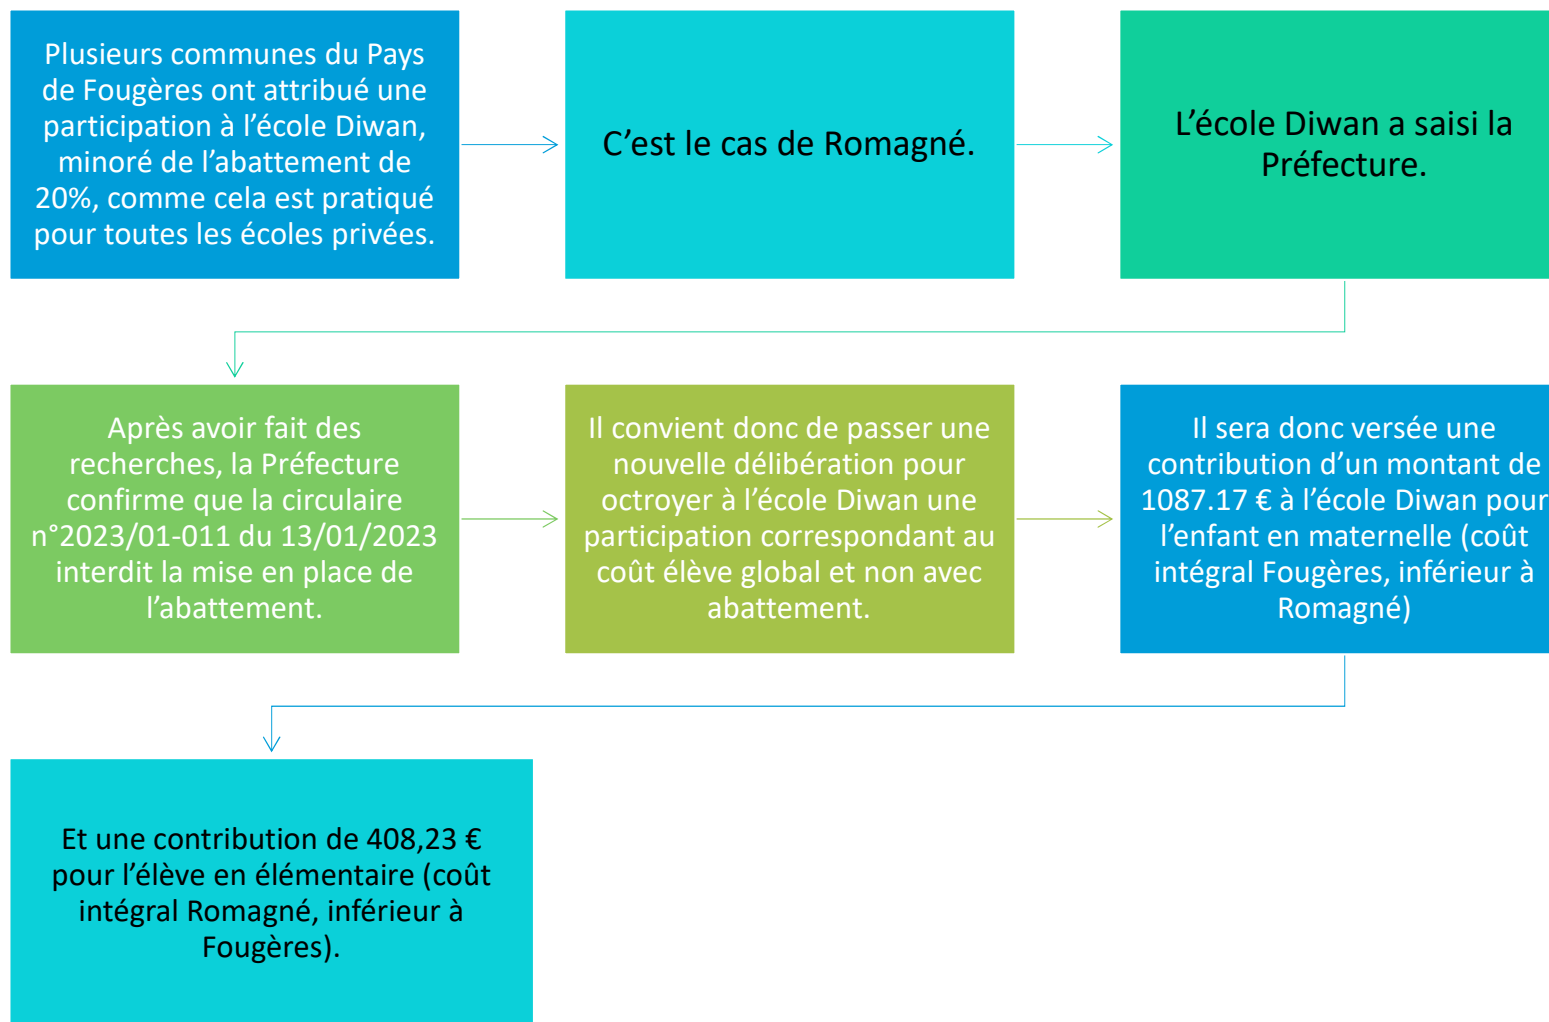 Plusieurs communes du Pays
de Fougères ont attribué une
participation à l’école Diwan,
minoré de l’abattement de
20%, comme cela est pratiqué
pour toutes les écoles privées.
C’est le cas de Romagné.
L’école Diwan a saisi la
Préfecture.
Après avoir fait des
recherches, la Préfecture
confirme que la circulaire
n°2023/01-011 du 13/01/2023
interdit la mise en place de
l’abattement.
Il convient donc de passer une
nouvelle délibération pour
octroyer à l’école Diwan une
participation correspondant au
coût élève global et non avec
abattement.
Il sera donc versée une
contribution d’un montant de
1087.17 € à l’école Diwan pour
l’enfant en maternelle (coût
intégral Fougères, inférieur à
Romagné)
Et une contribution de 408,23 €
pour l’élève en élémentaire (coût
intégral Romagné, inférieur à
Fougères).